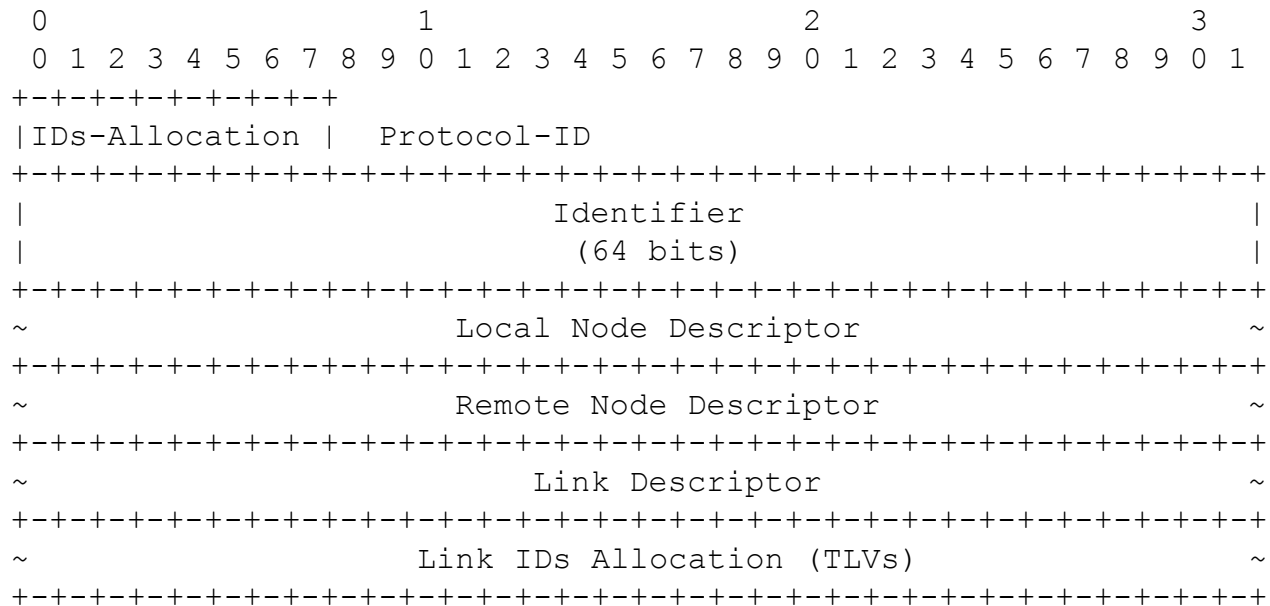 0                   1                   2                   3
 0 1 2 3 4 5 6 7 8 9 0 1 2 3 4 5 6 7 8 9 0 1 2 3 4 5 6 7 8 9 0 1
+-+-+-+-+-+-+-+-+
|IDs-Allocation |  Protocol-ID
+-+-+-+-+-+-+-+-+-+-+-+-+-+-+-+-+-+-+-+-+-+-+-+-+-+-+-+-+-+-+-+-+
|                           Identifier                          |
|                            (64 bits)                          |
+-+-+-+-+-+-+-+-+-+-+-+-+-+-+-+-+-+-+-+-+-+-+-+-+-+-+-+-+-+-+-+-+
~                      Local Node Descriptor                    ~
+-+-+-+-+-+-+-+-+-+-+-+-+-+-+-+-+-+-+-+-+-+-+-+-+-+-+-+-+-+-+-+-+
~                      Remote Node Descriptor                   ~
+-+-+-+-+-+-+-+-+-+-+-+-+-+-+-+-+-+-+-+-+-+-+-+-+-+-+-+-+-+-+-+-+
~                          Link Descriptor                      ~
+-+-+-+-+-+-+-+-+-+-+-+-+-+-+-+-+-+-+-+-+-+-+-+-+-+-+-+-+-+-+-+-+
~                    Link IDs Allocation (TLVs)                 ~
+-+-+-+-+-+-+-+-+-+-+-+-+-+-+-+-+-+-+-+-+-+-+-+-+-+-+-+-+-+-+-+-+